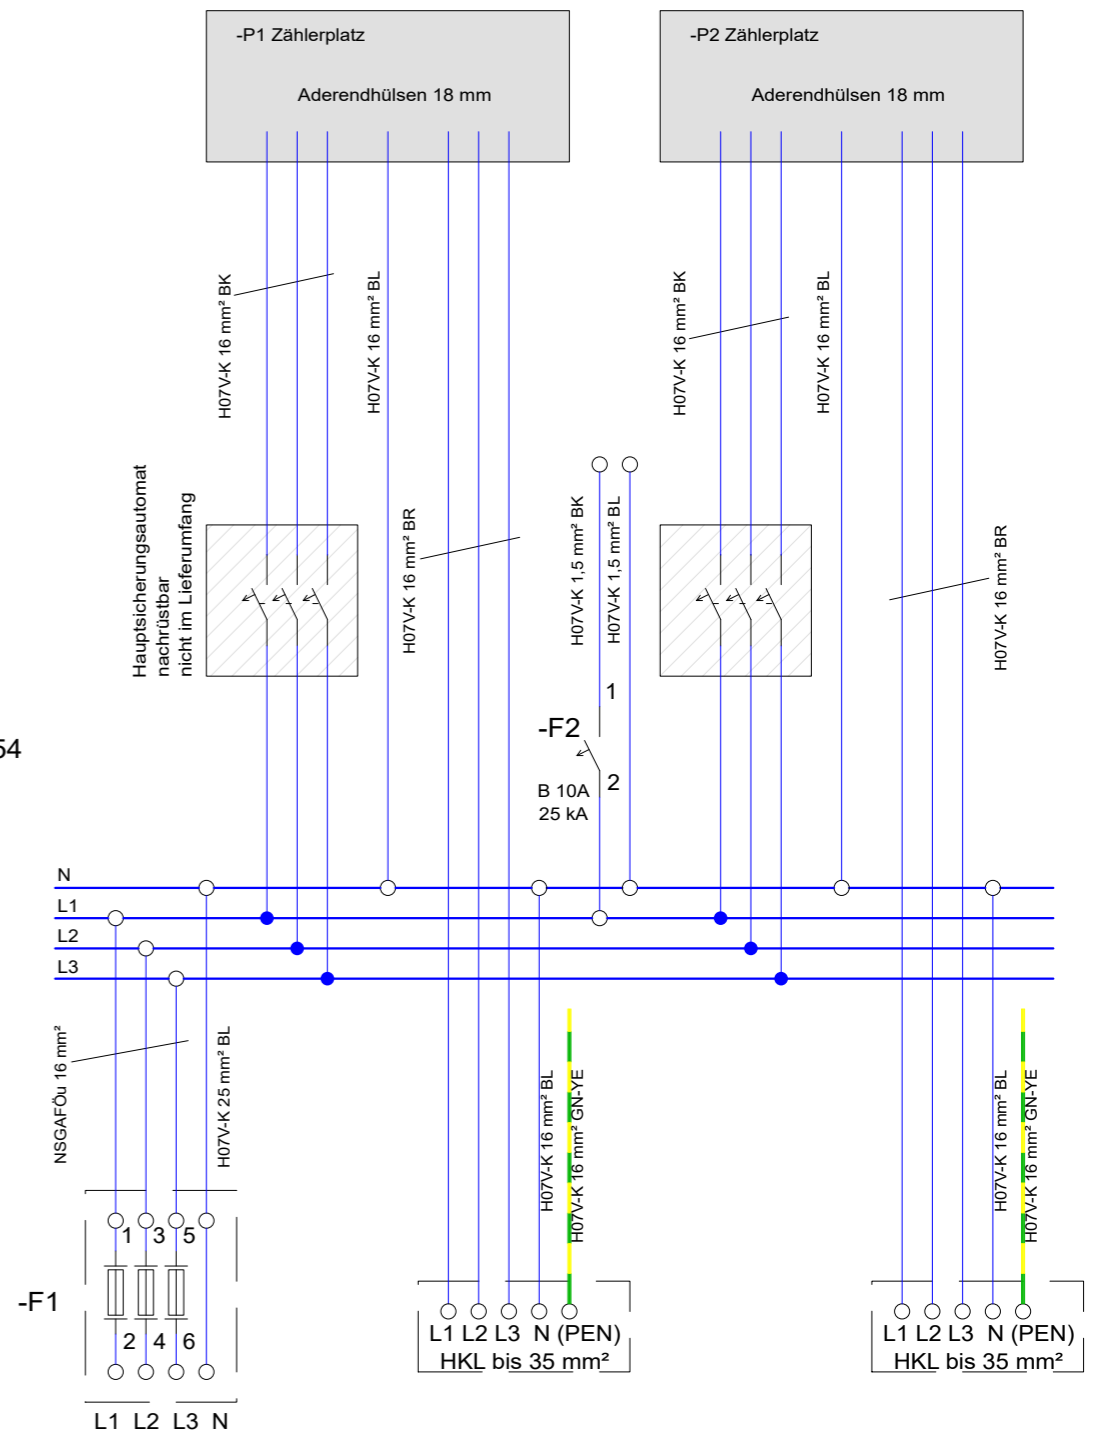 -P1 Zählerplatz
Aderendhülsen 18 mm
-P2 Zählerplatz
Aderendhülsen 18 mm
H07V-K 16 mm² BK
H07V-K 16 mm² BL
H07V-K 16 mm² BK
H07V-K 16 mm² BL
Hauptsicherungsautomat
nachrüstbar
nicht im Lieferumfang
H07V-K 16 mm² BR
H07V-K 1,5 mm² BK
H07V-K 1,5 mm² BL
H07V-K 16 mm² BR
1
-F2
2
B 10A
25 kA
54
N
L1
L2
L3
NSGAFÖu 16 mm²
H07V-K 25 mm² BL
H07V-K 16 mm² BL
H07V-K 16 mm² GN-YE
H07V-K 16 mm² BL
H07V-K 16 mm² GN-YE
1 3 5
-F1
2 4 6
L1 L2 L3 N
L1 L2 L3 N (PEN)
HKL bis 35 mm²
L1 L2 L3 N (PEN)
HKL bis 35 mm²